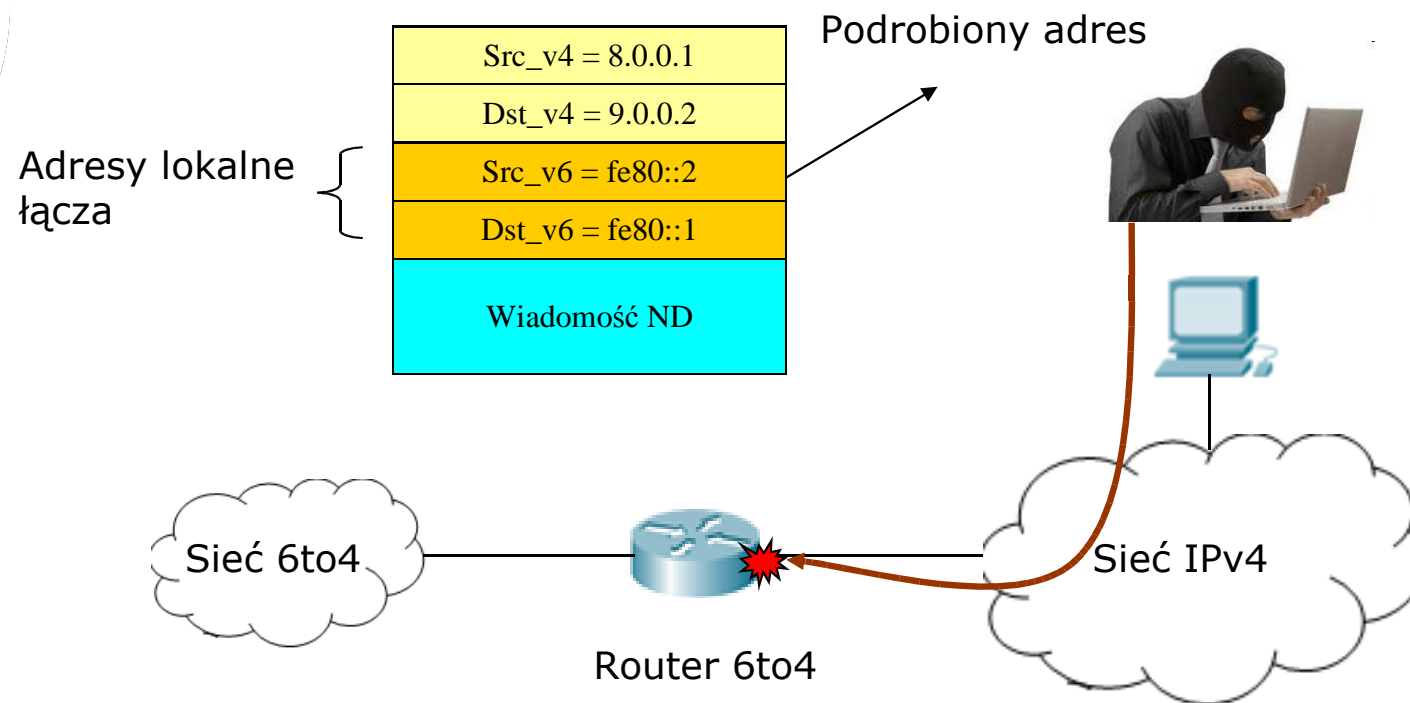 Podrobiony adres
Src_v4 = 8.0.0.1
Dst_v4 = 9.0.0.2
Adresy lokalne
łącza
Src_v6 = fe80::2
Dst_v6 = fe80::1
Wiadomość ND
Sieć 6to4
Sieć IPv4
Router 6to4